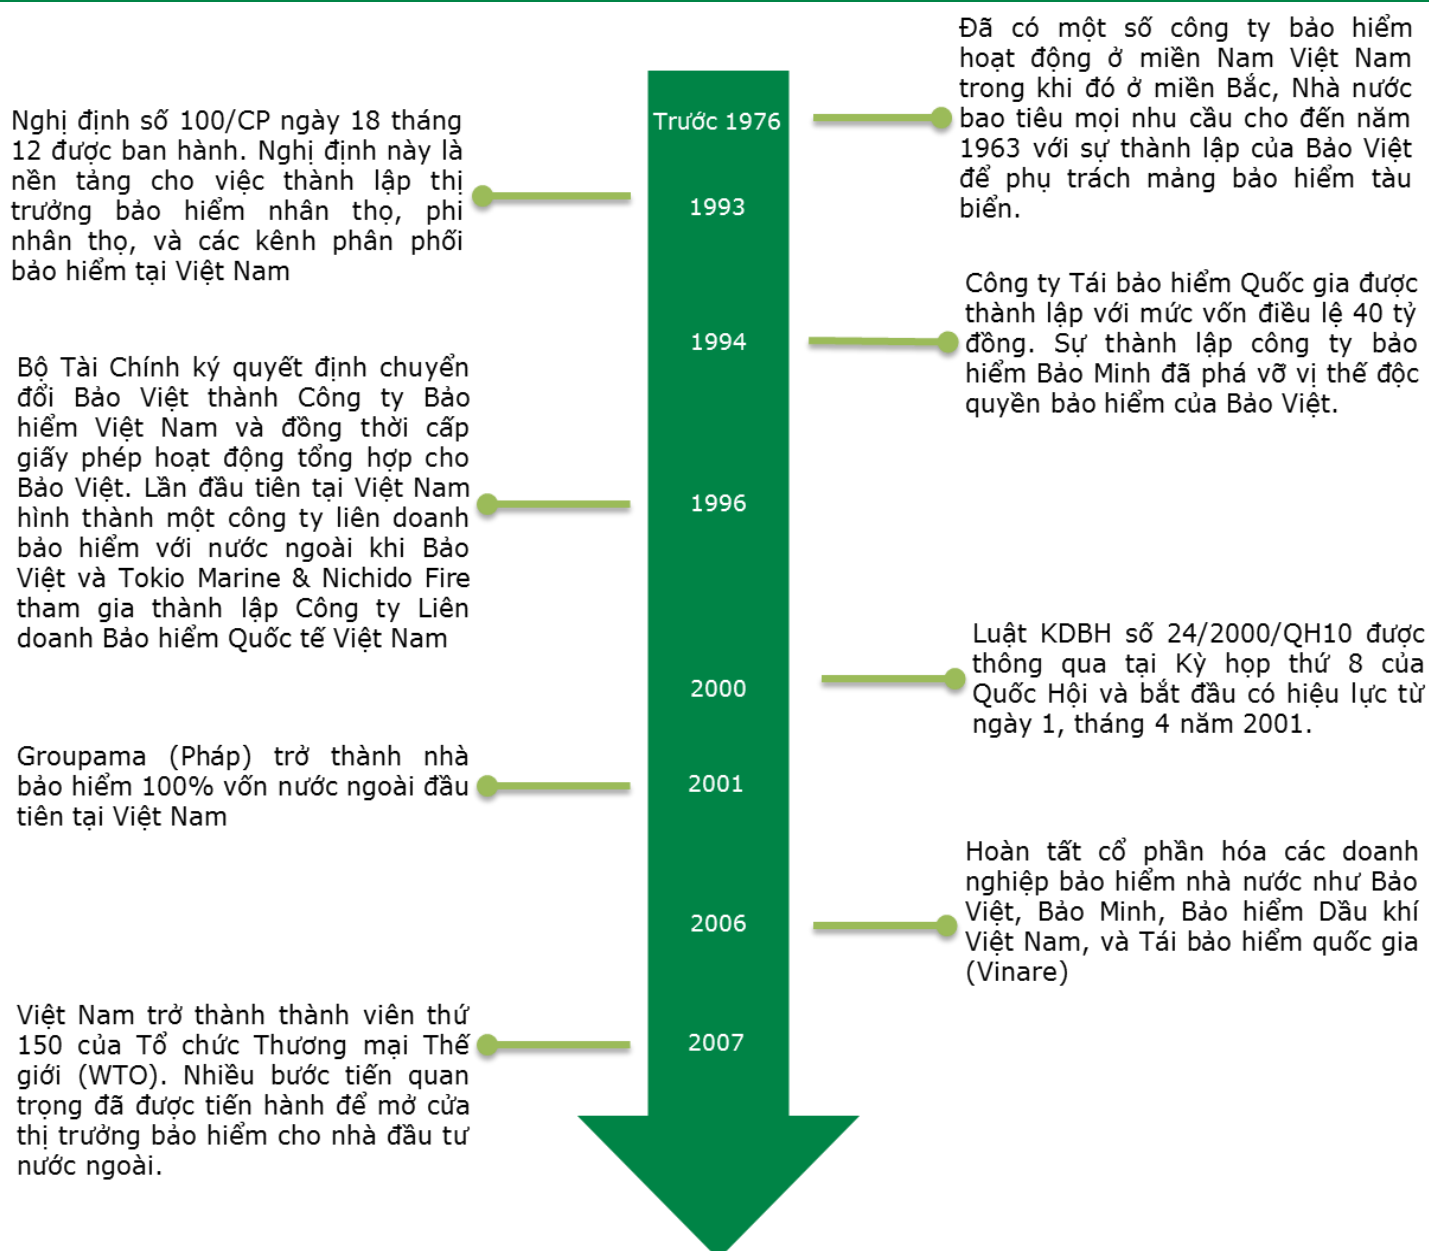 Trước 1976
Đã có một số công ty bảo hiểm
hoạt động ở miền Nam Việt Nam
trong khi đó ở miền Bắc, Nhà nước
bao tiêu mọi nhu cầu cho đến năm
1963 với sự thành lập của Bảo Việt
để phụ trách mảng bảo hiểm tàu
biển.
1993
Nghị định số 100/CP ngày 18 tháng
12 được ban hành. Nghị định này là
nền tảng cho việc thành lập thị
trưởng bảo hiểm nhân thọ, phi
nhân thọ, và các kênh phân phối
bảo hiểm tại Việt Nam
1994
Công ty Tái bảo hiểm Quốc gia được
thành lập với mức vốn điều lệ 40 tỷ
đồng. Sự thành lập công ty bảo
hiểm Bảo Minh đã phá vỡ vị thế độc
quyền bảo hiểm của Bảo Việt.
1996
Bộ Tài Chính ký quyết định chuyển
đổi Bảo Việt thành Công ty Bảo
hiểm Việt Nam và đồng thời cấp
giấy phép hoạt động tổng hợp cho
Bảo Việt. Lần đầu tiên tại Việt Nam
hình thành một công ty liên doanh
bảo hiểm với nước ngoài khi Bảo
Việt và Tokio Marine & Nichido Fire
tham gia thành lập Công ty Liên
doanh Bảo hiểm Quốc tế Việt Nam
2000
Luật KDBH số 24/2000/QH10 được
thông qua tại Kỳ họp thứ 8 của
Quốc Hội và bắt đầu có hiệu lực từ
ngày 1, tháng 4 năm 2001.
2001
Groupama (Pháp) trở thành nhà
bảo hiểm 100% vốn nước ngoài đầu
tiên tại Việt Nam
2006
Hoàn tất cổ phần hóa các doanh
nghiệp bảo hiểm nhà nước như Bảo
Việt, Bảo Minh, Bảo hiểm Dầu khí
Việt Nam, và Tái bảo hiểm quốc gia
(Vinare)
2007
Việt Nam trở thành thành viên thứ
150 của Tổ chức Thương mại Thế
giới (WTO). Nhiều bước tiến quan
trọng đã được tiến hành để mở cửa
thị trưởng bảo hiểm cho nhà đầu tư
nước ngoài.